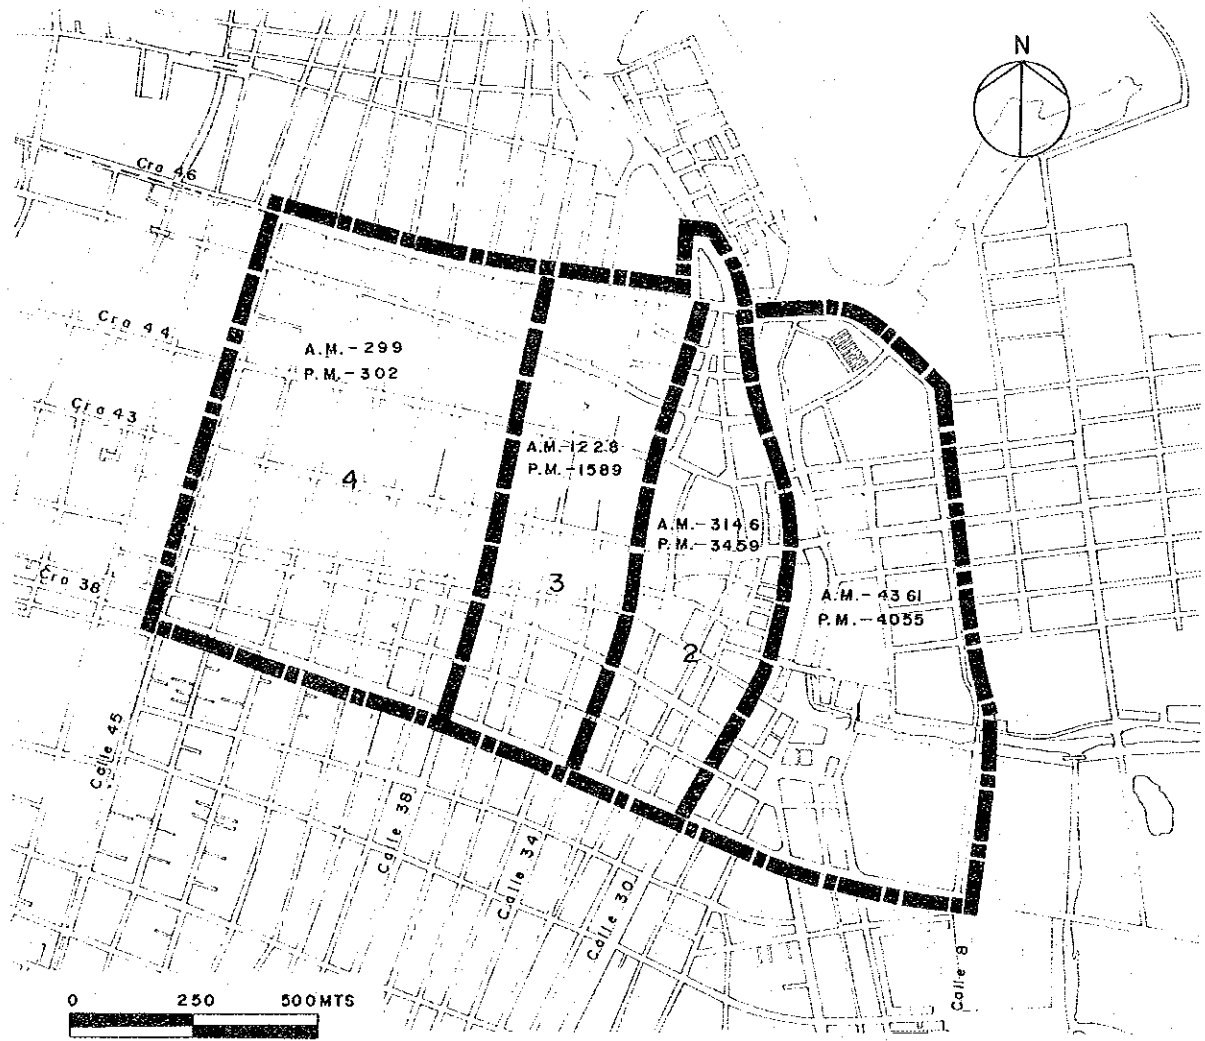 N
Cra 46
Cra 44
A.M.-299
P.M.-302
Cra 43
A.M.-1228
P.M.-1589
4
A.M.-3146
P.M.-3459
3
Cra 38
A.M.-4361
P.M.-4055
2
Calle 45
Calle 38
Calle 34
Calle 30
Calle 8
0 250 500MTS